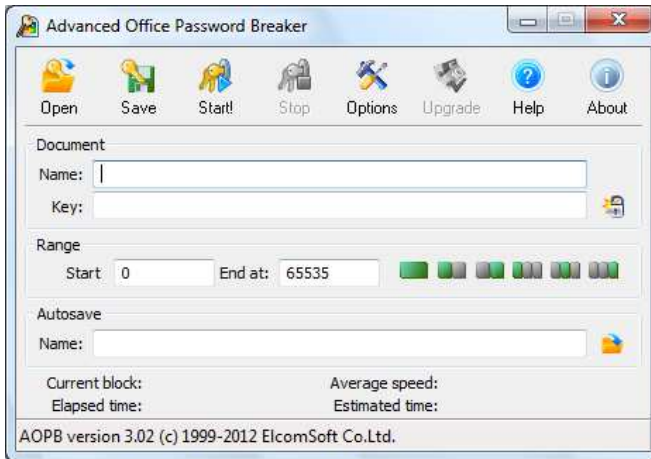 Advanced Office Password Breaker
Open Save Start! Stop Options Upgrade Help About
Document
Name:
Key:
Range
Start 0 End at: 65535
Autosave
Name:
Current block: Average speed:
Elapsed time: Estimated time:
AOPB version 3.02 (c) 1999-2012 ElcomSoft Co.Ltd.